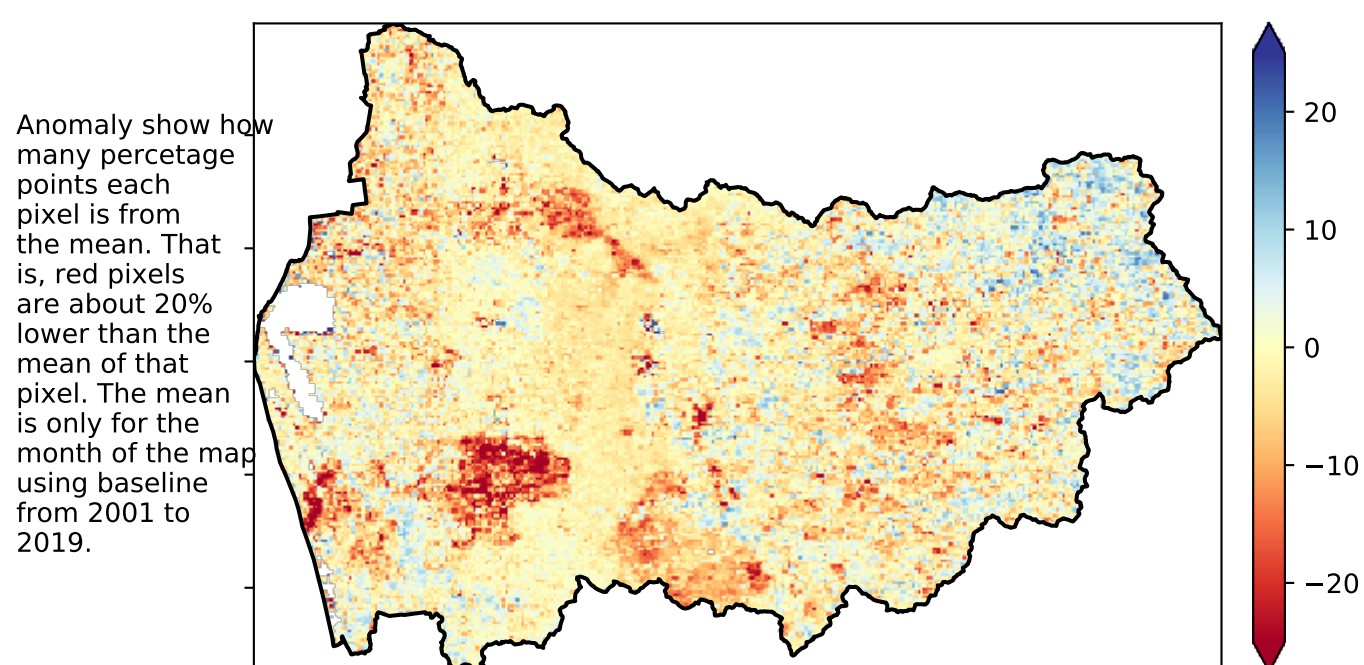 Anomaly show how
many percetage
points each
pixel is from
the mean. That
is, red pixels
are about 20%
lower than the
mean of that
pixel. The mean
is only for the
month of the map
using baseline
from 2001 to
2019.
20
10
0
−10
−20